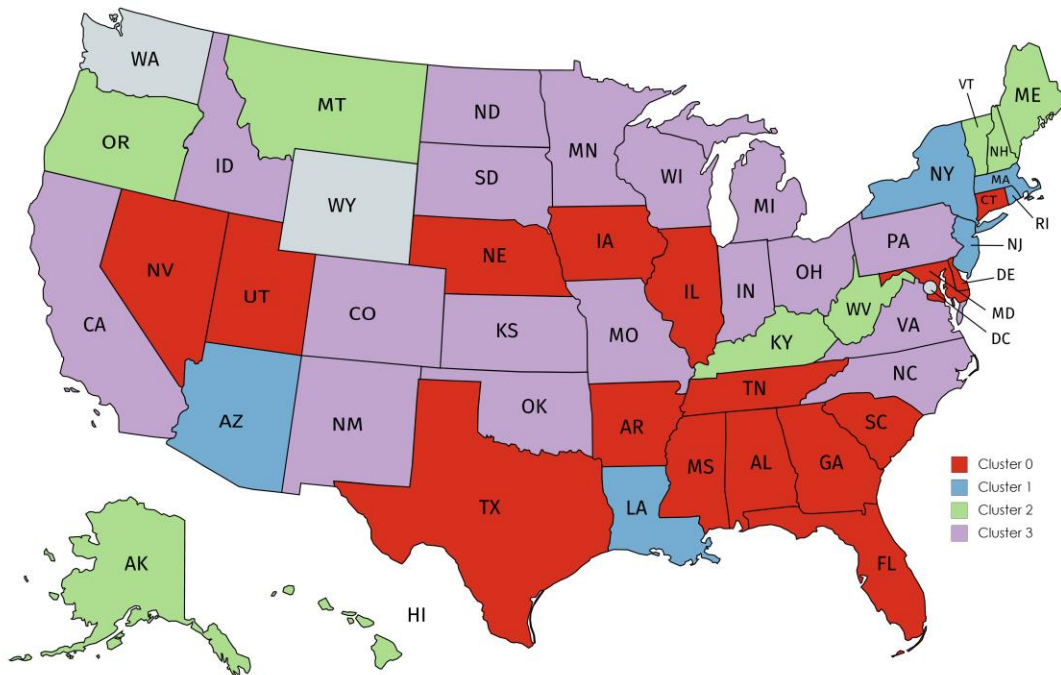 WA
VT
ME
MT
ND
OR
MN
NH
ID
SD
WI
NY
MA
MI
CT
RI
WY
PA
NJ
NE
IA
OH
NV
IL
IN
DE
UT
CO
WV
MD
CA
KS
MO
VA
DC
KY
NC
TN
OK
AZ
NM
AR
SC
MS
AL
GA
Cluster 0
Cluster 1
TX
LA
Cluster 2
Cluster 3
AK
FL
HI